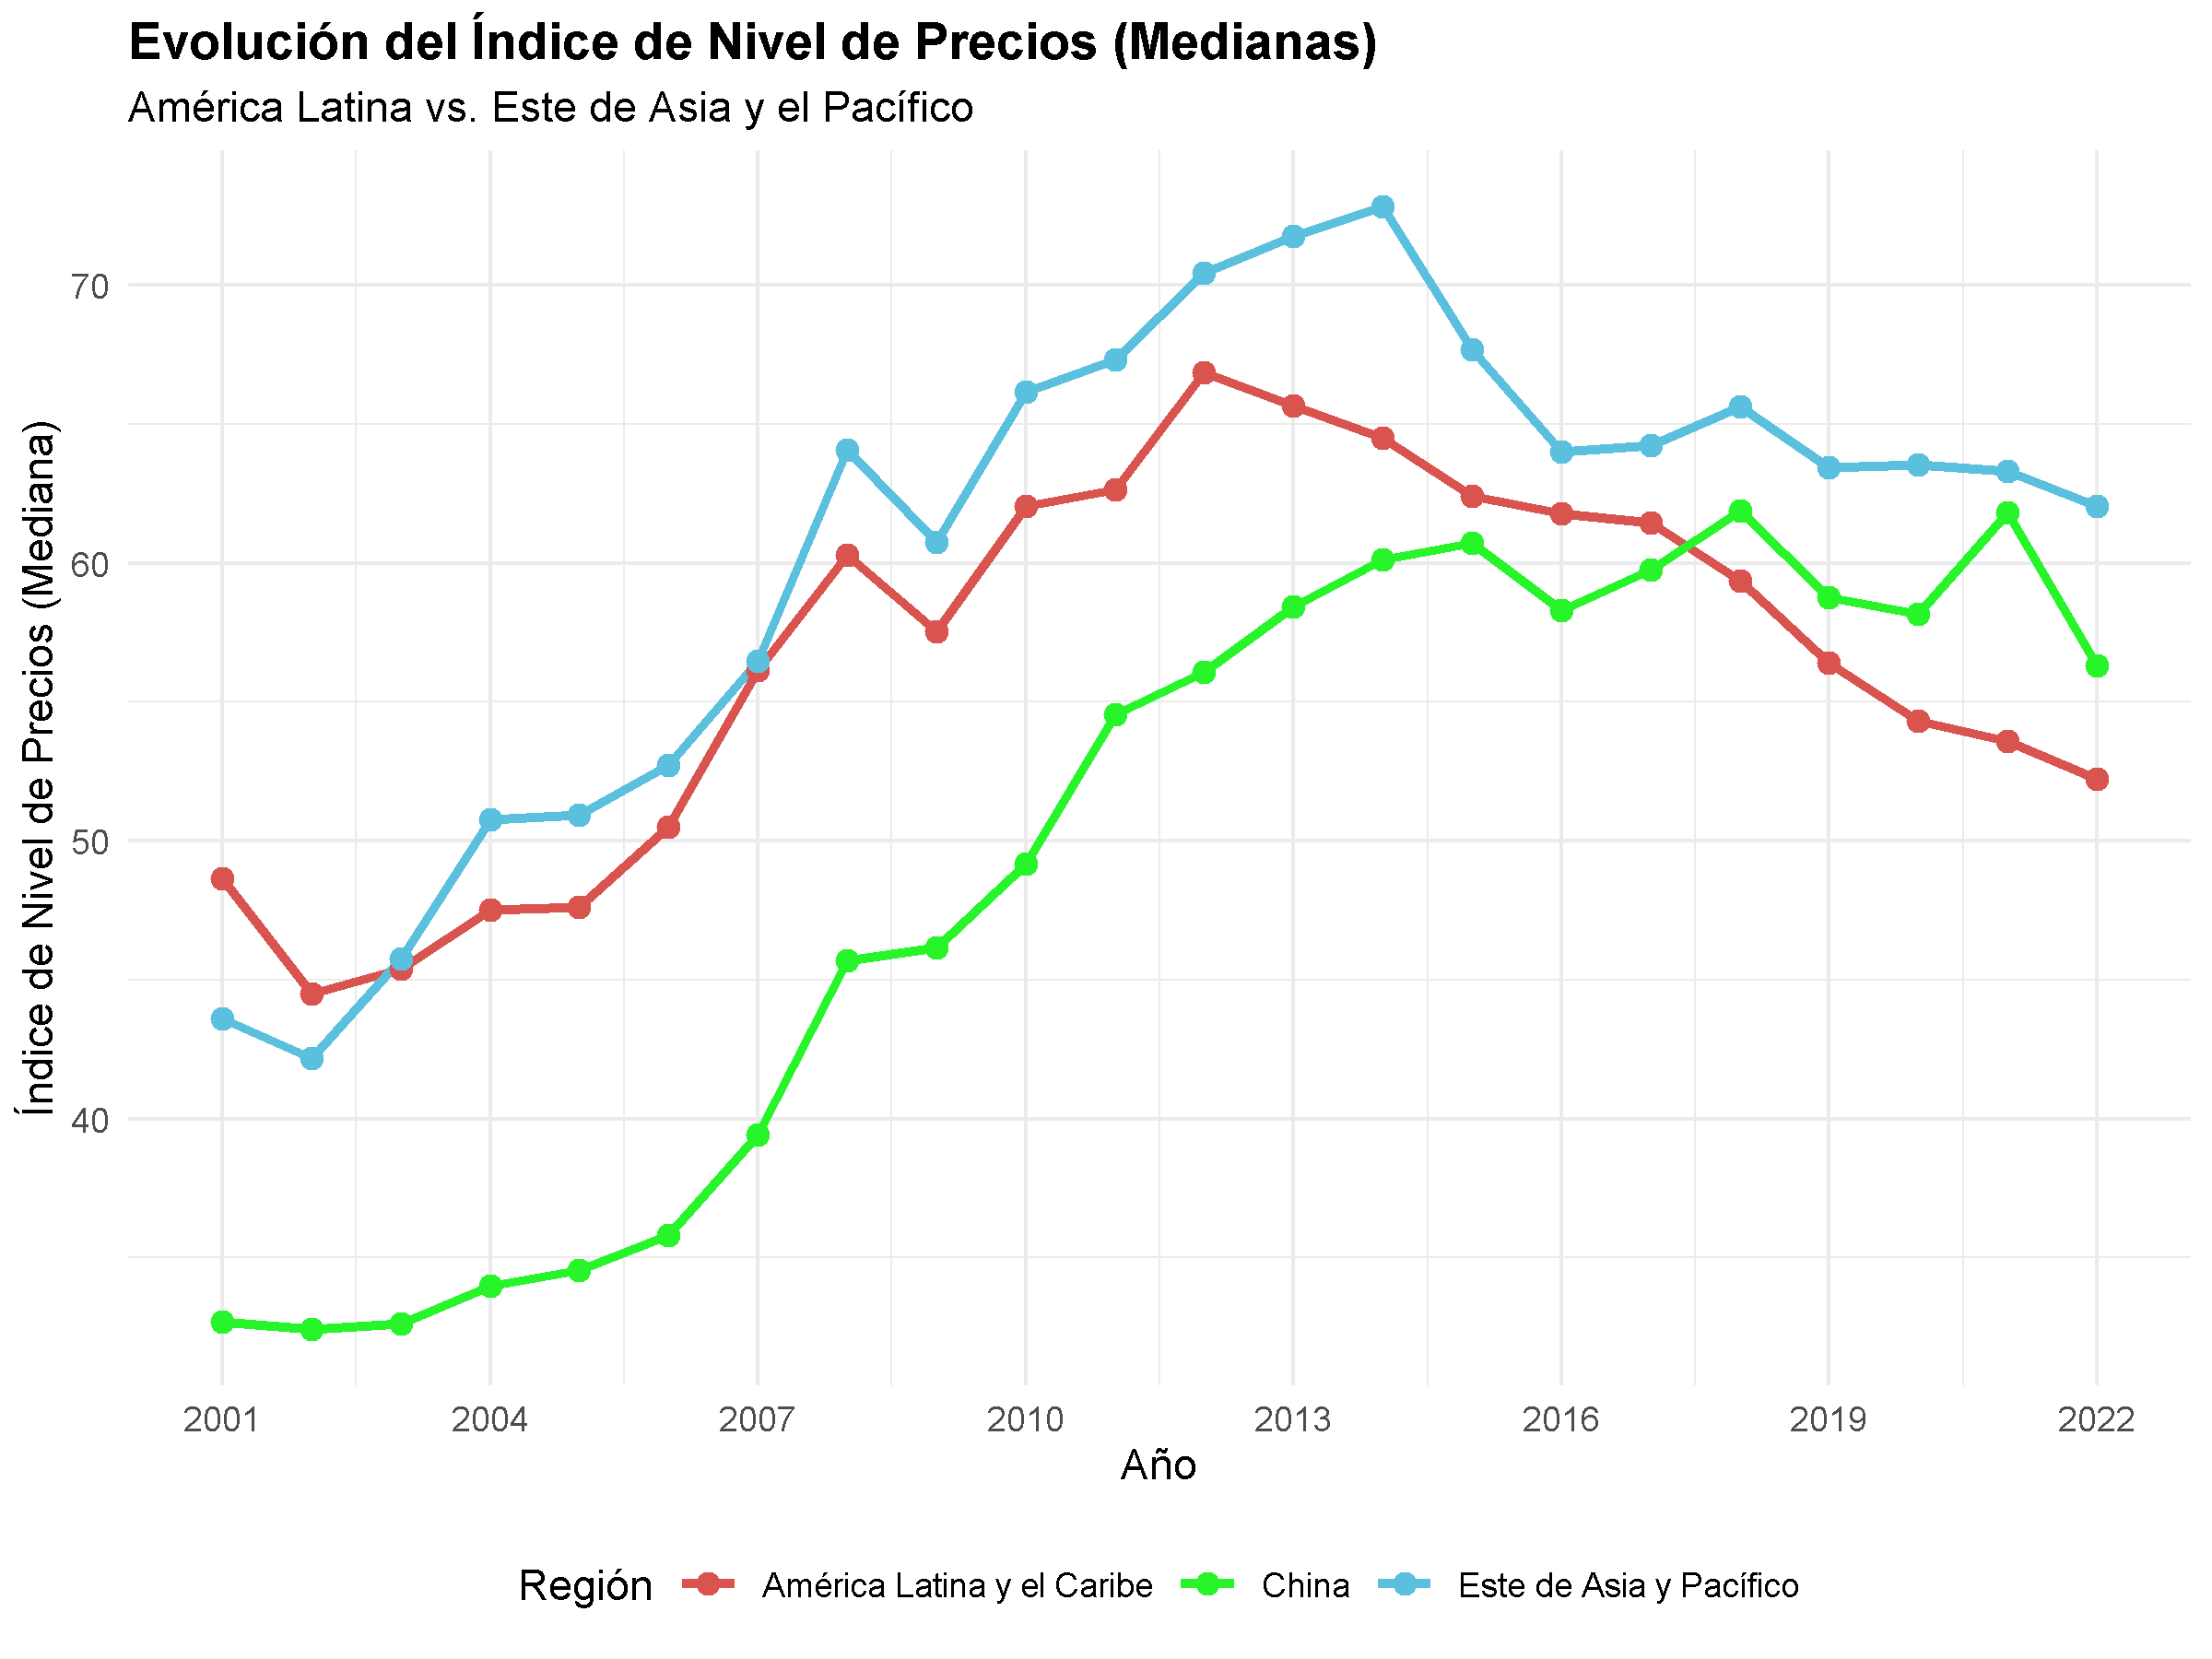 Evolución del Índice de Nivel de Precios (Medianas)
América Latina vs. Este de Asia y el Pacífico
Índice de Nivel de Precios (Mediana)
70
60
50
40
2001 2004 2007 2010 2013 2016 2019 2022
Año
Región América Latina y el Caribe China Este de Asia y Pacífico